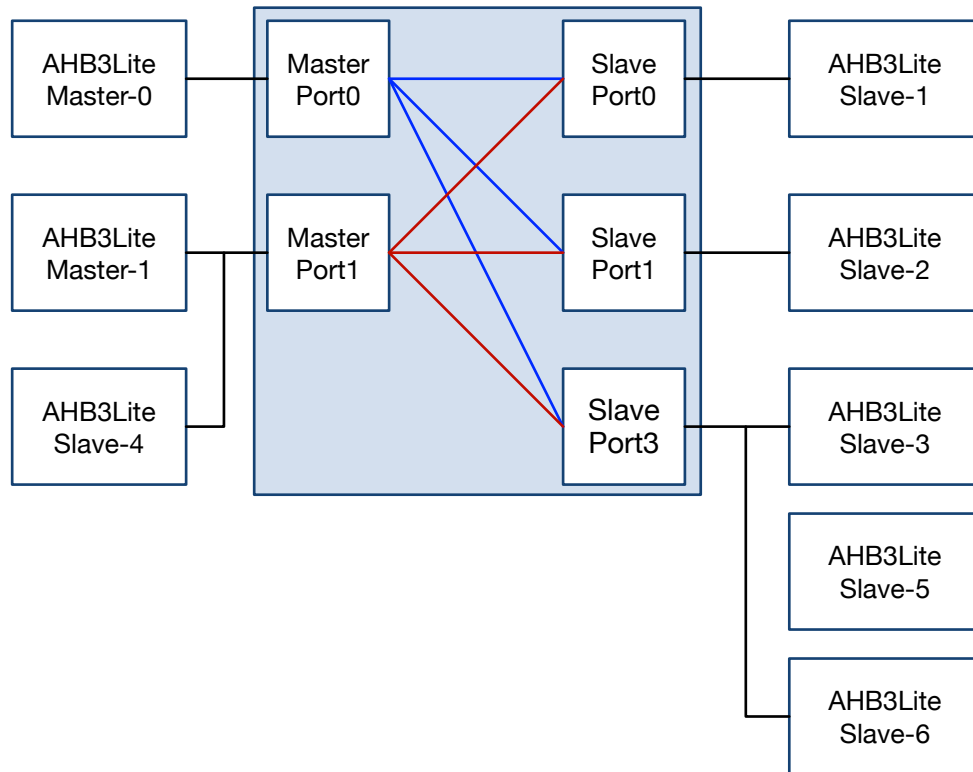 AHB3Lite
Master-0
Master
Port0
Slave
Port0
AHB3Lite
Slave-1
AHB3Lite
Master-1
Master
Port1
Slave
Port1
AHB3Lite
Slave-2
AHB3Lite
Slave-4
Slave
Port3
AHB3Lite
Slave-3
AHB3Lite
Slave-5
AHB3Lite
Slave-6